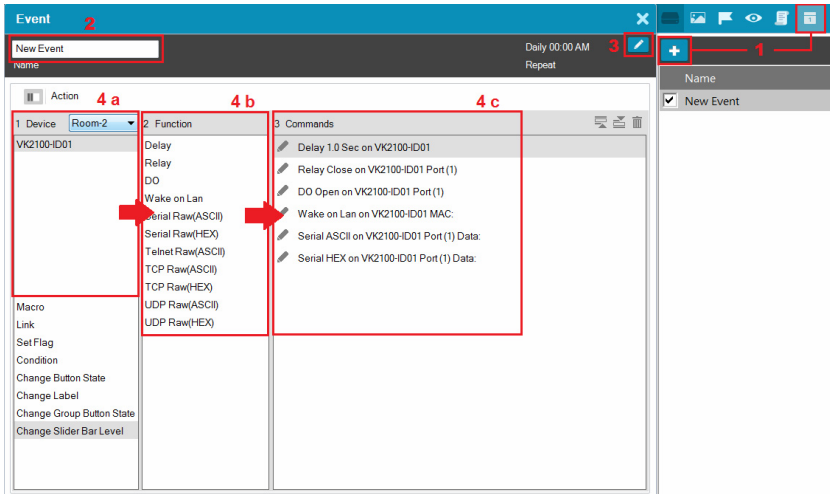 Event
2
New Event
Name
Daily 00:00 AM
Repeat
3
1
Name
New Event
Action
4 a
4 b
4 c
1 Device
Room-2
2 Function
3 Commands
VK2100-ID01
Macro
Link
Set Flag
Condition
Change Button State
Change Label
Change Group Button State
Change Slider Bar Level
Delay
Relay
DO
Wake on Lan
Serial Raw(ASCII)
Serial Raw(HEX)
Telnet Raw(ASCII)
TCP Raw(ASCII)
TCP Raw(HEX)
UDP Raw(ASCII)
UDP Raw(HEX)
Delay 1.0 Sec on VK2100-ID01
Relay Close on VK2100-ID01 Port (1)
DO Open on VK2100-ID01 Port (1)
Wake on Lan on VK2100-ID01 MAC:
Serial ASCII on VK2100-ID01 Port (1) Data:
Serial HEX on VK2100-ID01 Port (1) Data: